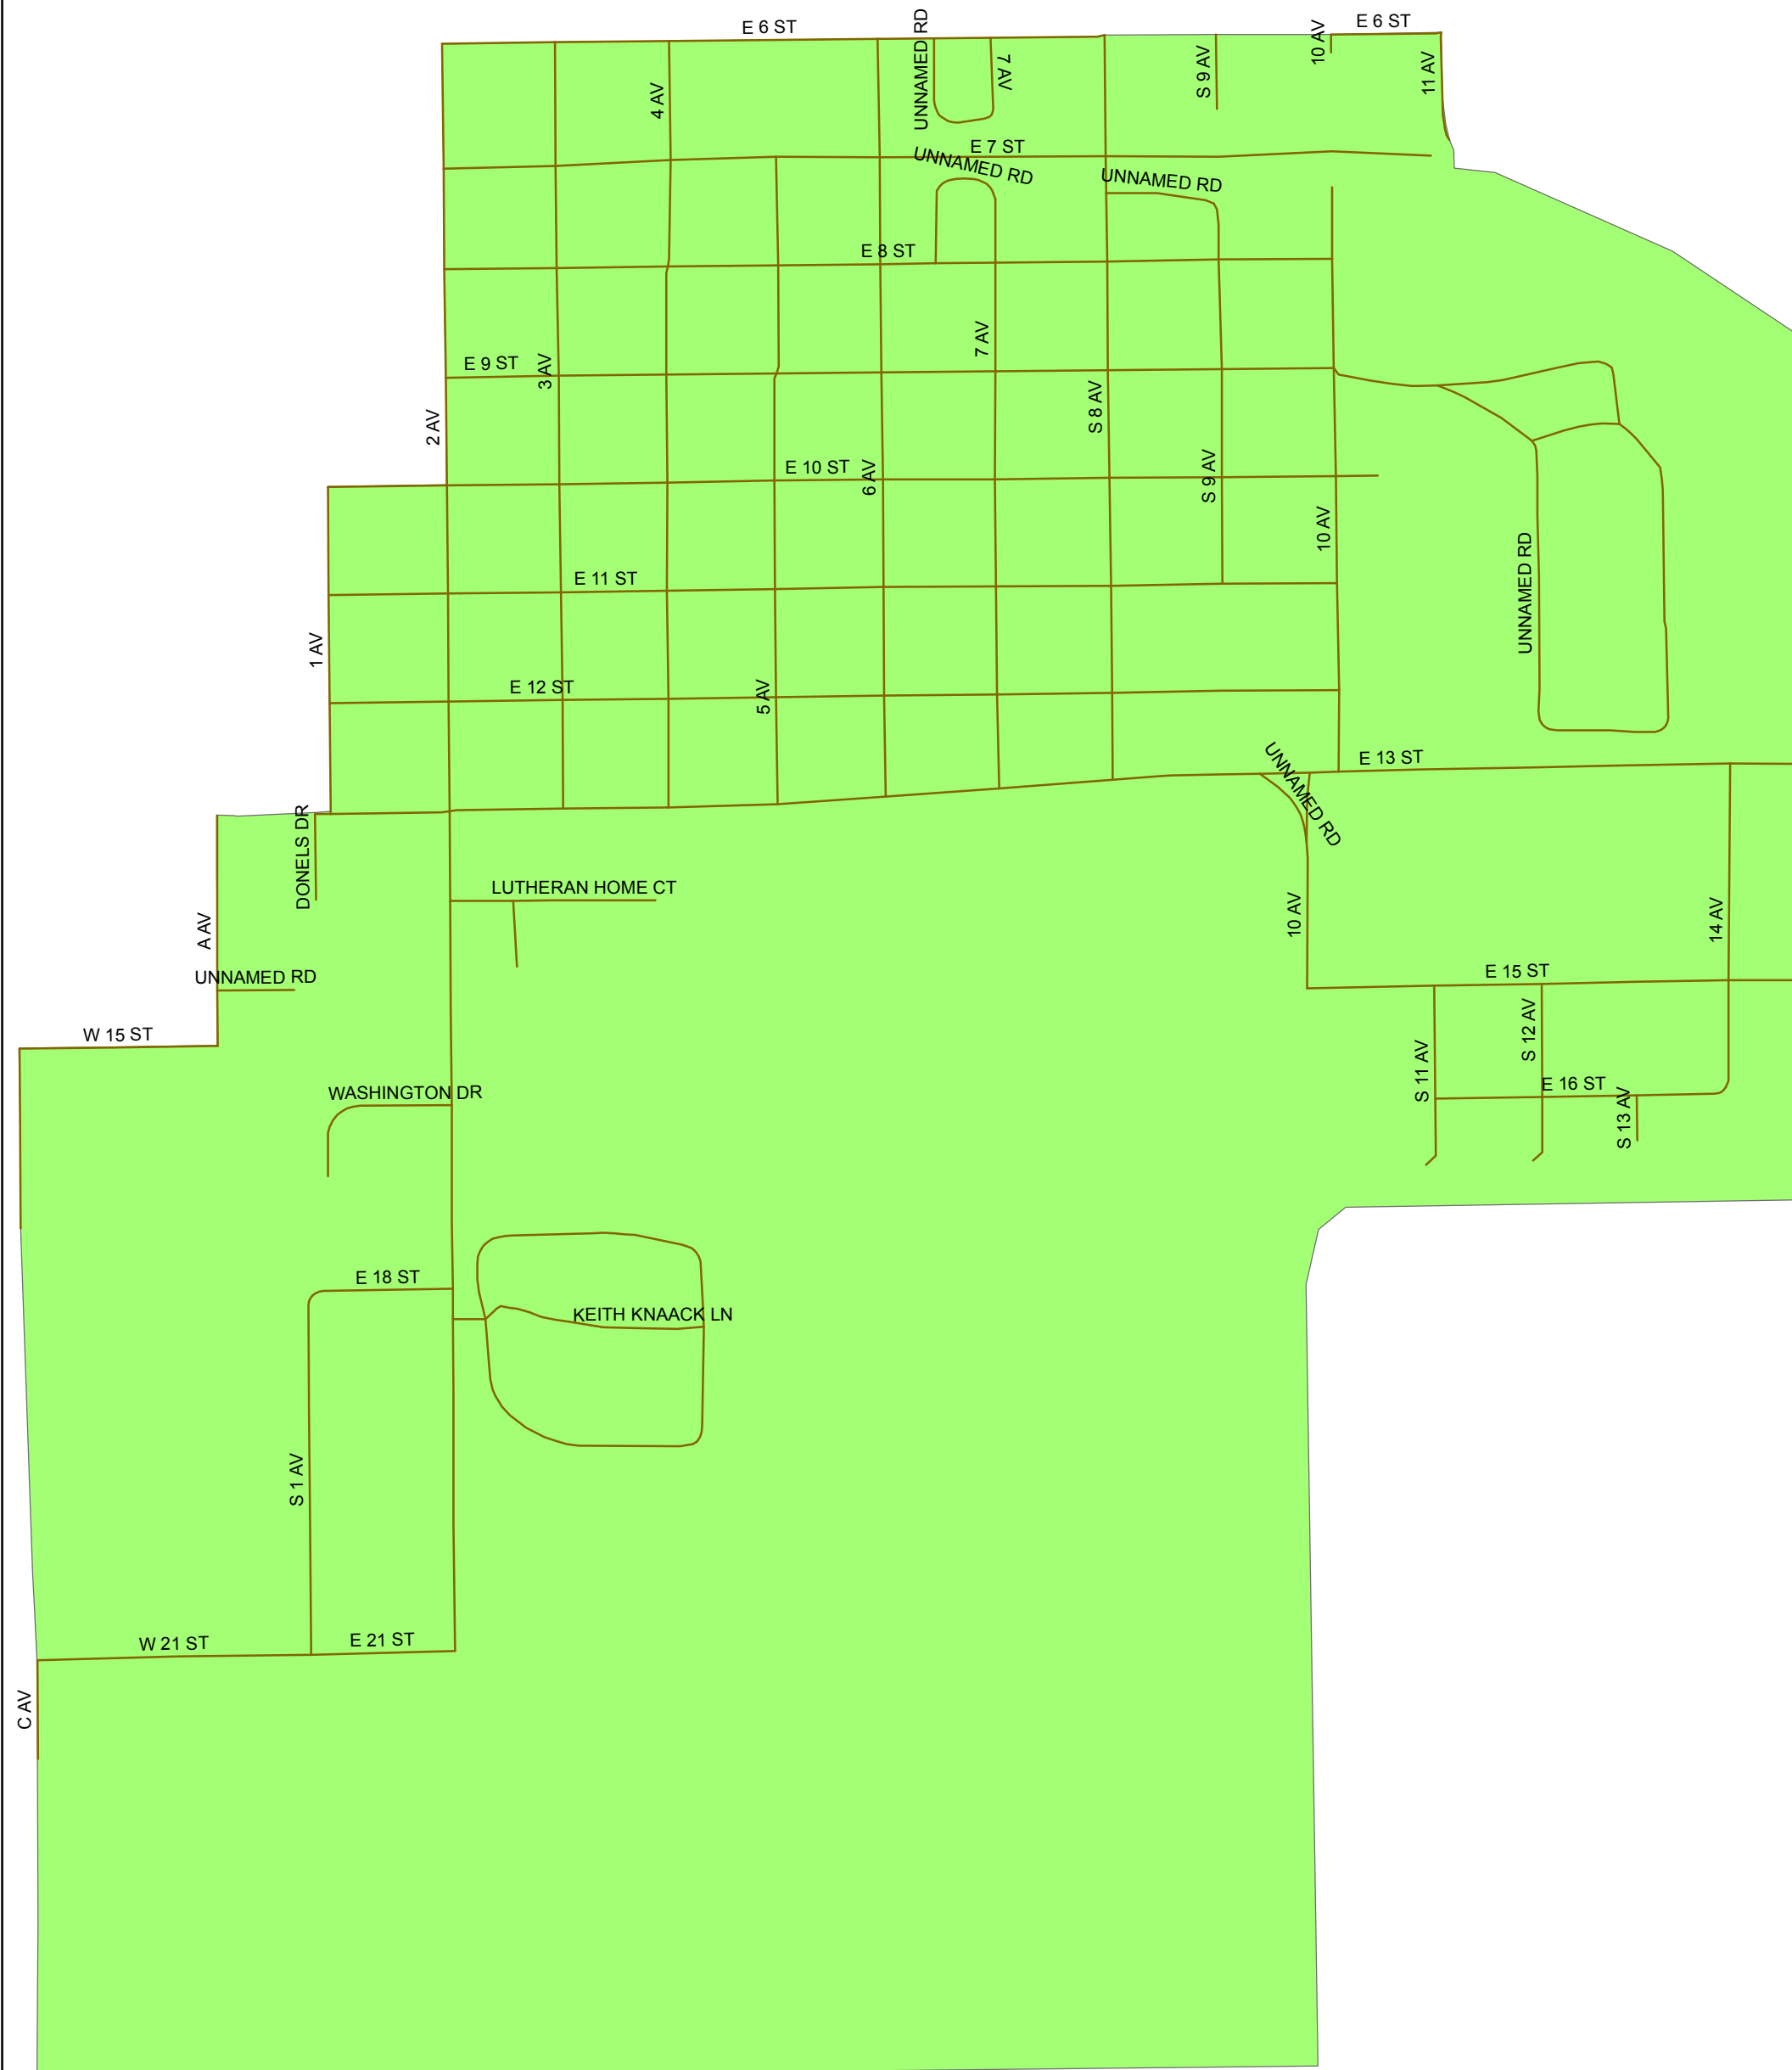 E 6 ST
E 6 ST
UNNAMED RD
10 AV
7 AV
S 9 AV
11 AV
4 AV
E 7 ST
UNNAMED RD
UNNAMED RD
E 8 ST
7 AV
E 9 ST
3 AV
S 8 AV
2 AV
E 10 ST
6 AV
S 9 AV
10 AV
E 11 ST
UNNAMED RD
1 AV
E 12 ST
5 AV
E 13 ST
UNNAMED RD
DONELS DR
LUTHERAN HOME CT
10 AV
14 AV
A AV
UNNAMED RD
E 15 ST
W 15 ST
S 12 AV
S 11 AV
E 16 ST
WASHINGTON DR
S 13 AV
E 18 ST
KEITH KNAACK LN
S 1 AV
W 21 ST
E 21 ST
C AV